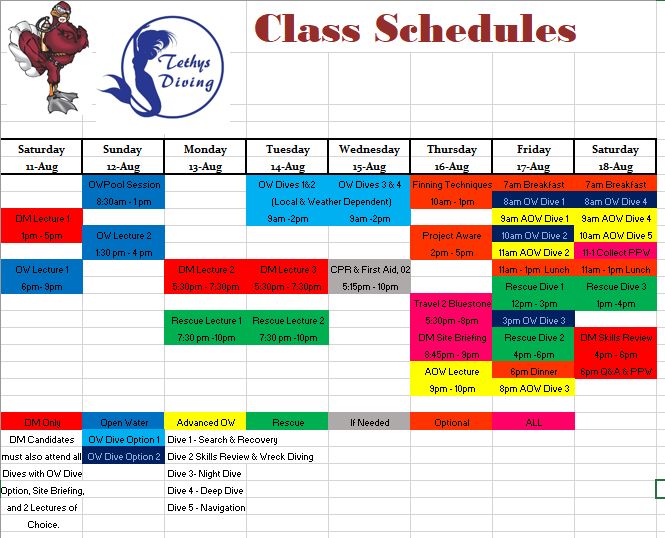 Class Schedules
Tethys
Diving
Saturday Sunday Monday Tuesday Wednesday Thursday Friday Saturday
11-Aug 12-Aug 13-Aug 14-Aug 15-Aug 16-Aug 17-Aug 18-Aug
OWPool Session OW Dives 1&2 OW Dives 3 & 4 Finning Techniques 7am Breakfast 7am Breakfast
8:30am - 1 pm (Local & Weather Dependent) 10am - 1pm 8am OW Dive 1 8am OW Dive 4
DM Lecture 1 9am -2pm 9am -2pm 9am AOW Dive 1 9am AOW Dive 4
1pm - 5pm OW Lecture 2 Project Aware 10am OW Dive 2 10am AOW Dive 5
1:30 pm - 4 pm 2pm - 5pm 11am AOW Dive 2 11-1 Collect PPW
OW Lecture 1 DM Lecture 2 DM Lecture 3 CPR & First Aid, 02 11am - 1pm Lunch 11am - 1pm Lunch
6pm- 9pm 5:30pm - 7:30pm 5:30pm - 7:30pm 5:15pm - 10pm Rescue Dive 1 Rescue Dive 3
Travel 2 Bluestone 12pm - 3pm 1pm -4pm
Rescue Lecture 1 Rescue Lecture 2 5:30pm -8pm 3pm OW Dive 3
7:30 pm -10pm 7:30 pm -10pm DM Site Briefing Rescue Dive 2 DM Skills Review
8:45pm - 9pm 4pm -6pm 4pm - 6pm
AOW Lecture 6pm Dinner 6pm Q&A & PPW
9pm - 10pm 8pm AOW Dive 3
DM Only Open Water Advanced OW Rescue If Needed Optional ALL
DM Candidates OW Dive Option 1 Dive 1 - Search & Recovery
must also attend all OW Dive Option 2 Dive 2 Skills Review & Wreck Diving
Dives with OW Dive Dive 3- Night Dive
Option, Site Briefing, Dive 4 - Deep Dive
and 2 Lectures of Dive 5 - Navigation
Choice.